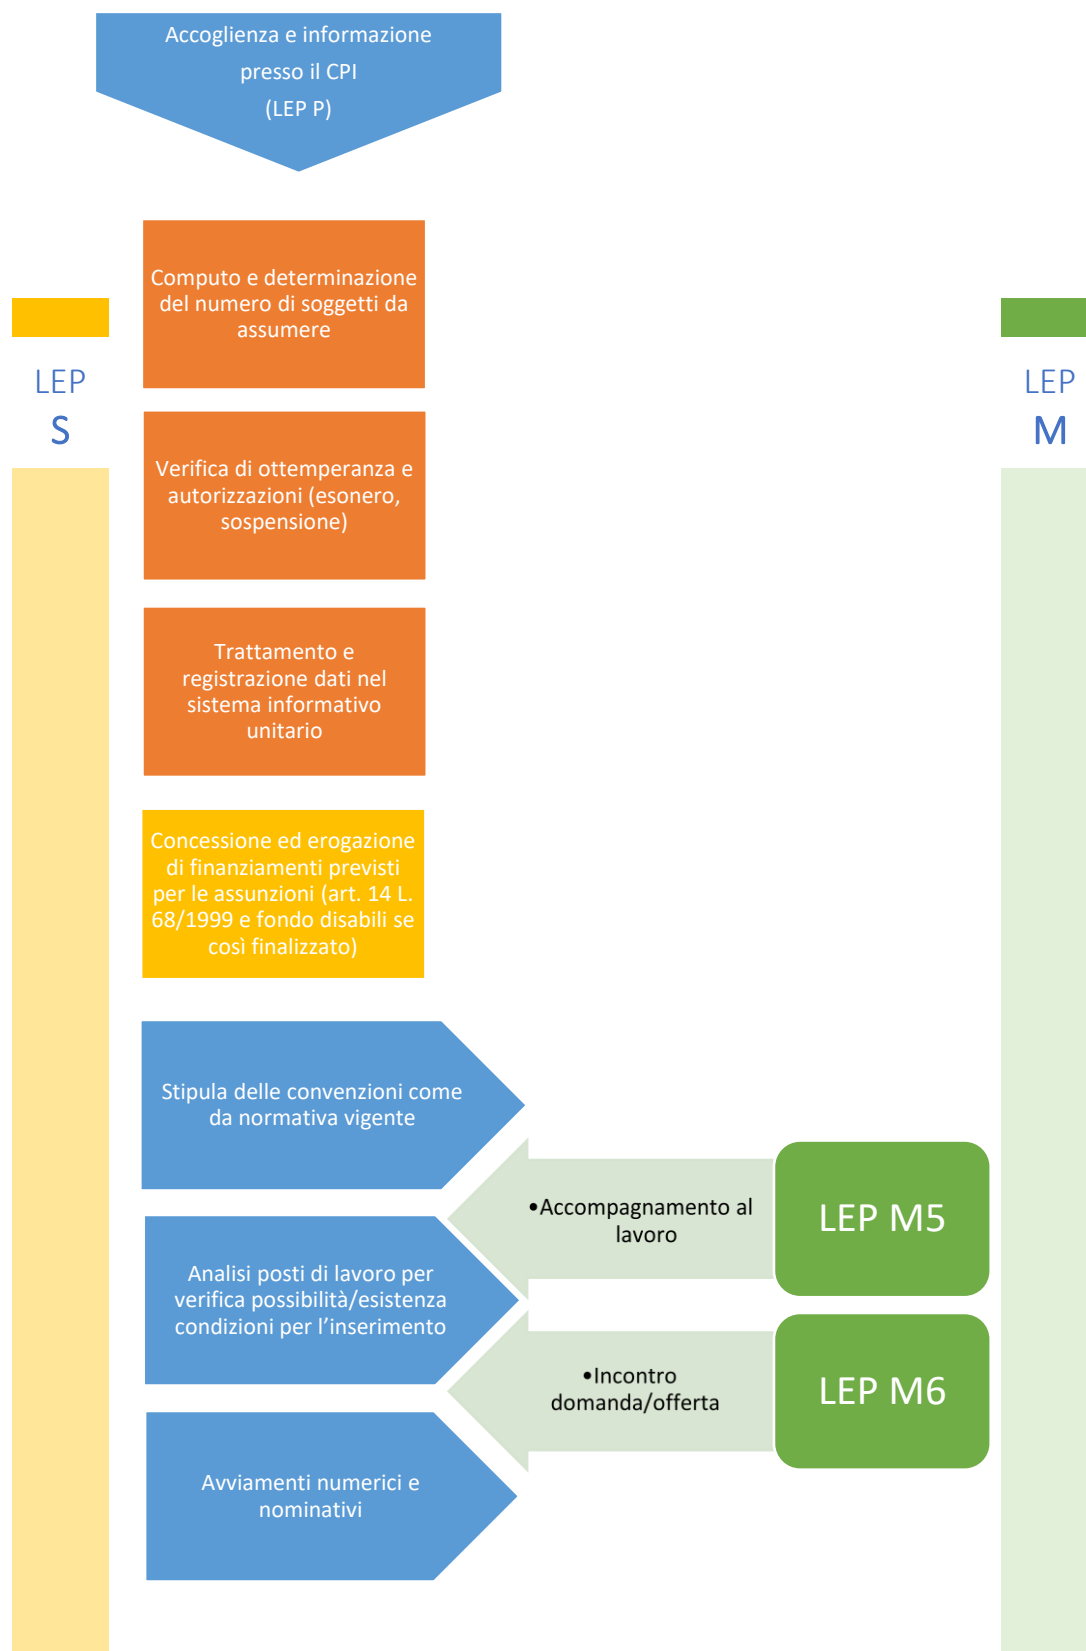 Accoglienza e informazione
presso il CPI
(LEP P)
Computo e determinazione
del numero di soggetti da
assumere
LEP
S
LEP
M
Verifica di ottemperanza e
autorizzazioni (esonero,
sospensione)
Trattamento e
registrazione dati nel
sistema informativo
unitario
Concessione ed erogazione
di finanziamenti previsti
per le assunzioni (art. 14 L.
68/1999 e fondo disabili se
così finalizzato)
Stipula delle convenzioni come
da normativa vigente
•Accompagnamento al
lavoro
LEP M5
Analisi posti di lavoro per
verifica possibilità/esistenza
condizioni per l’inserimento
•Incontro
domanda/offerta
LEP M6
Avviamenti numerici e
nominativi